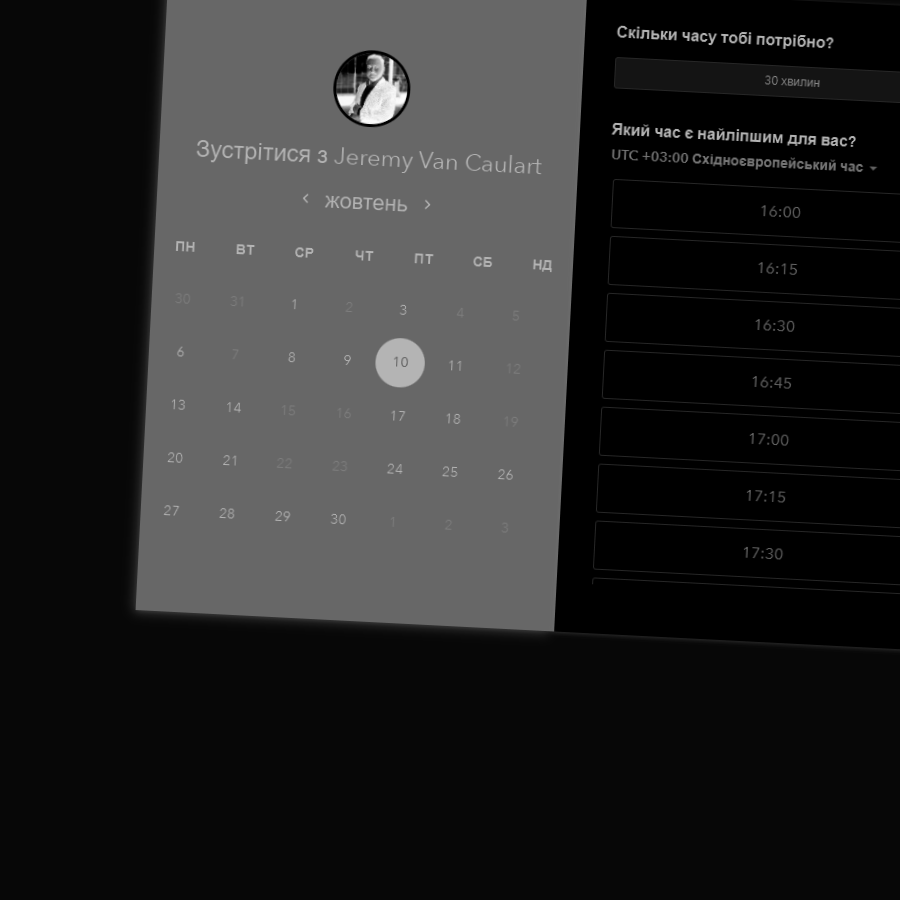 Зустрітися з Jeremy Van Caulart
жовтень
ПН ВТ СР ЧТ ПТ СБ НД
30 31 1 2 3 4 5
6 7 8 9 10 11 12
13 14 15 16 17 18 19
20 21 22 23 24 25 26
27 28 29 30 1 2 3
Скільки часу тобі потрібно?
30 хвилин
Який час є найліпшим для вас?
UTC +03:00 Східноєвропейський час
16:00
16:15
16:30
16:45
17:00
17:15
17:30